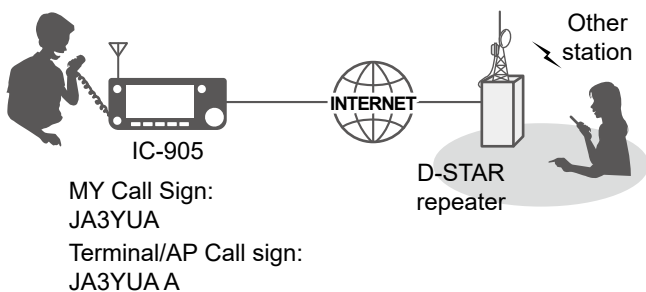 Other
station
INTERNET
IC-905
D-STAR
repeater
MY Call Sign:
JA3YUA
Terminal/AP Call sign:
JA3YUA A